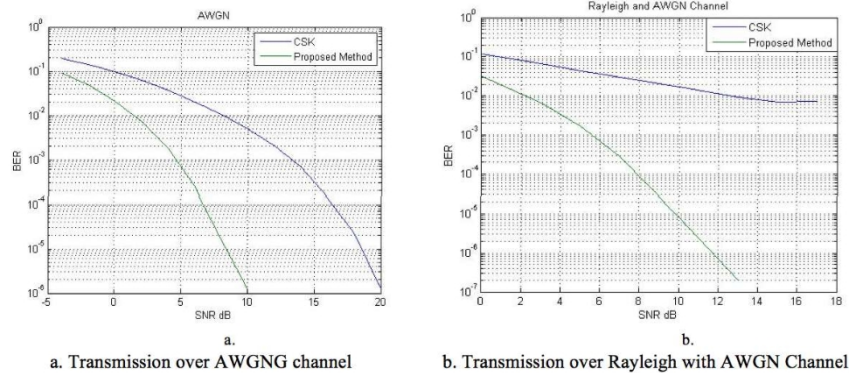 AWGN
CSK
Proposed Method
BER
10^0
10^-1
10^-2
10^-3
10^-4
10^-5
10^-6
-5 0 5 10 15 20
SNR dB
a.
a. Transmission over AWGNG channel
Rayleigh and AWGN Channel
CSK
Proposed Method
BER
10^0
10^-1
10^-2
10^-3
10^-4
10^-5
10^-6
10^-7
0 2 4 6 8 10 12 14 16 18
SNR dB
b.
b. Transmission over Rayleigh with AWGN Channel